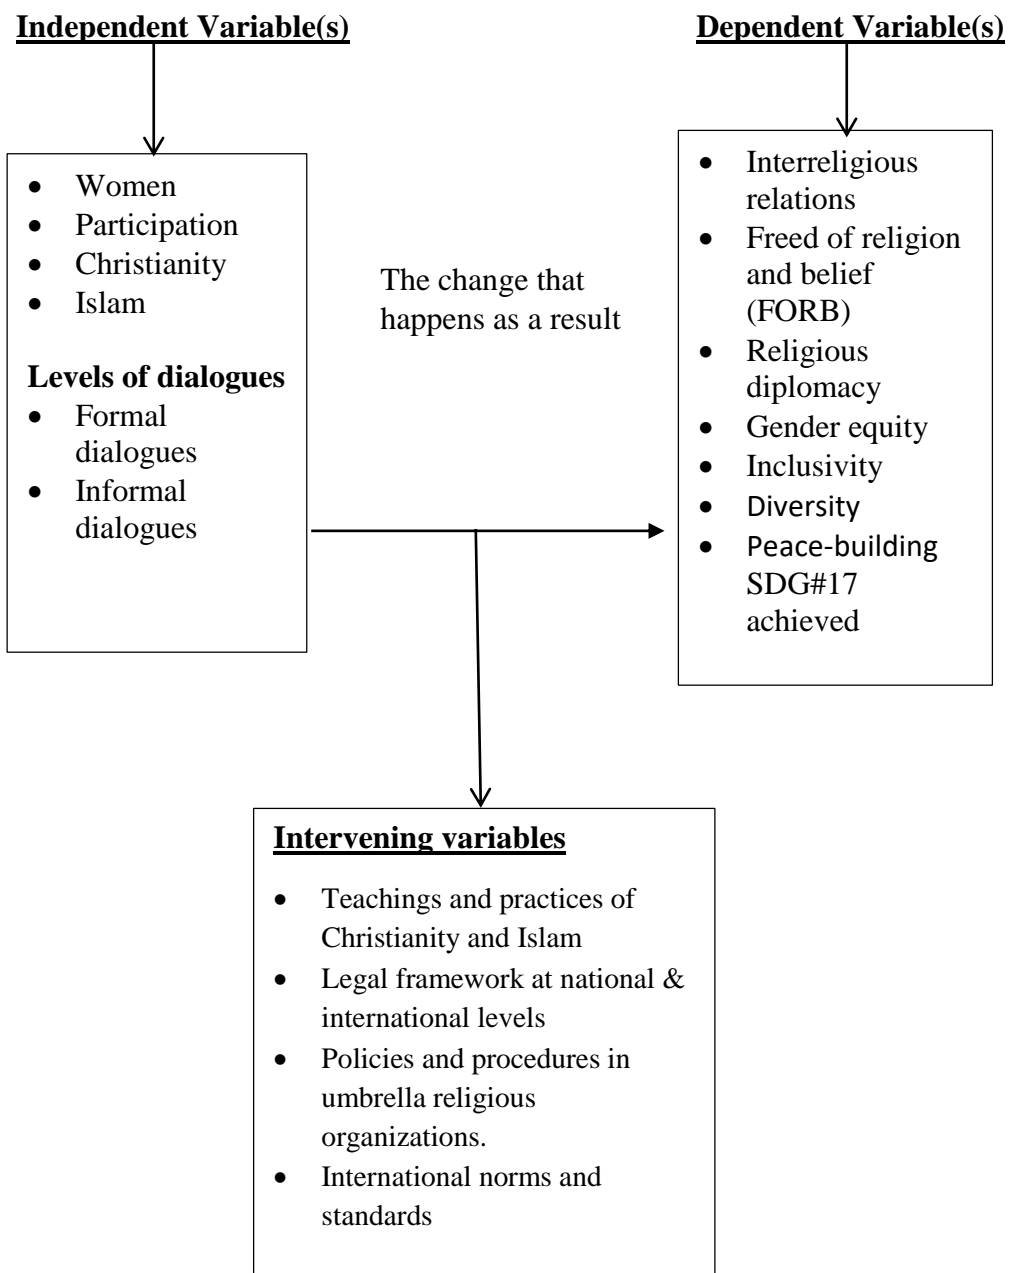 Independent Variable(s)
Dependent Variable(s)
• Women
• Participation
• Christianity
• Islam
Levels of dialogues
• Formal
dialogues
• Informal
dialogues
The change that
happens as a result
• Interreligious
relations
• Freed of religion
and belief
(FORB)
• Religious
diplomacy
• Gender equity
• Inclusivity
• Diversity
• Peace-building
SDG#17
achieved
Intervening variables
• Teachings and practices of
Christianity and Islam
• Legal framework at national &
international levels
• Policies and procedures in
umbrella religious
organizations.
• International norms and
standards